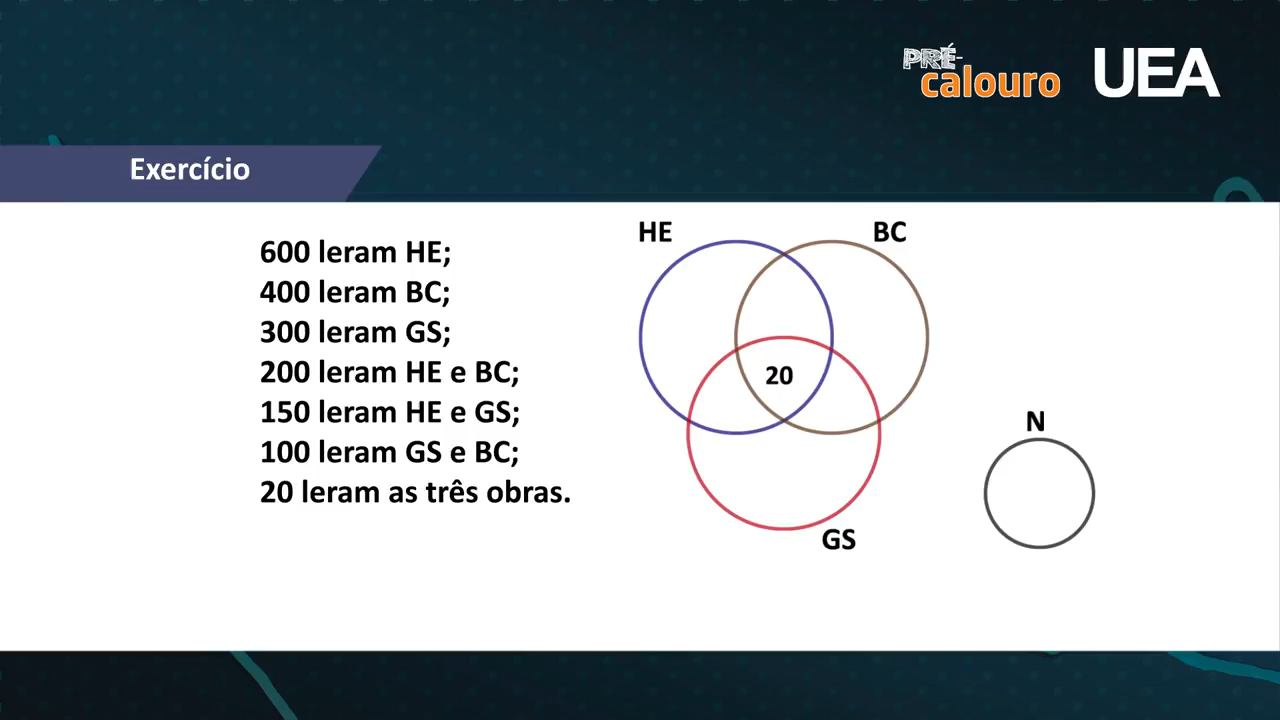 PRÉ-
calouro
UEA
Exercício
600 leram HE;
400 leram BC;
300 leram GS;
200 leram HE e BC;
150 leram HE e GS;
100 leram GS e BC;
20 leram as três obras.
HE
BC
20
N
GS